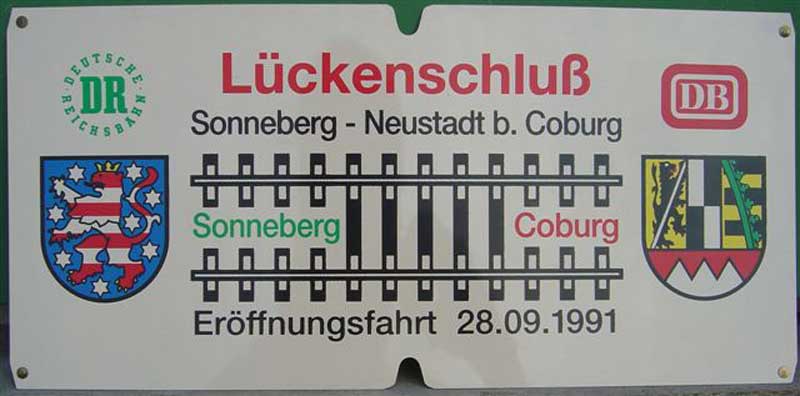 Lückenschluß
DEUTSCHE REICHSBAHN
DR
DB
Sonneberg - Neustadt b. Coburg
Sonneberg
Coburg
Eröffnungsfahrt 28.09.1991